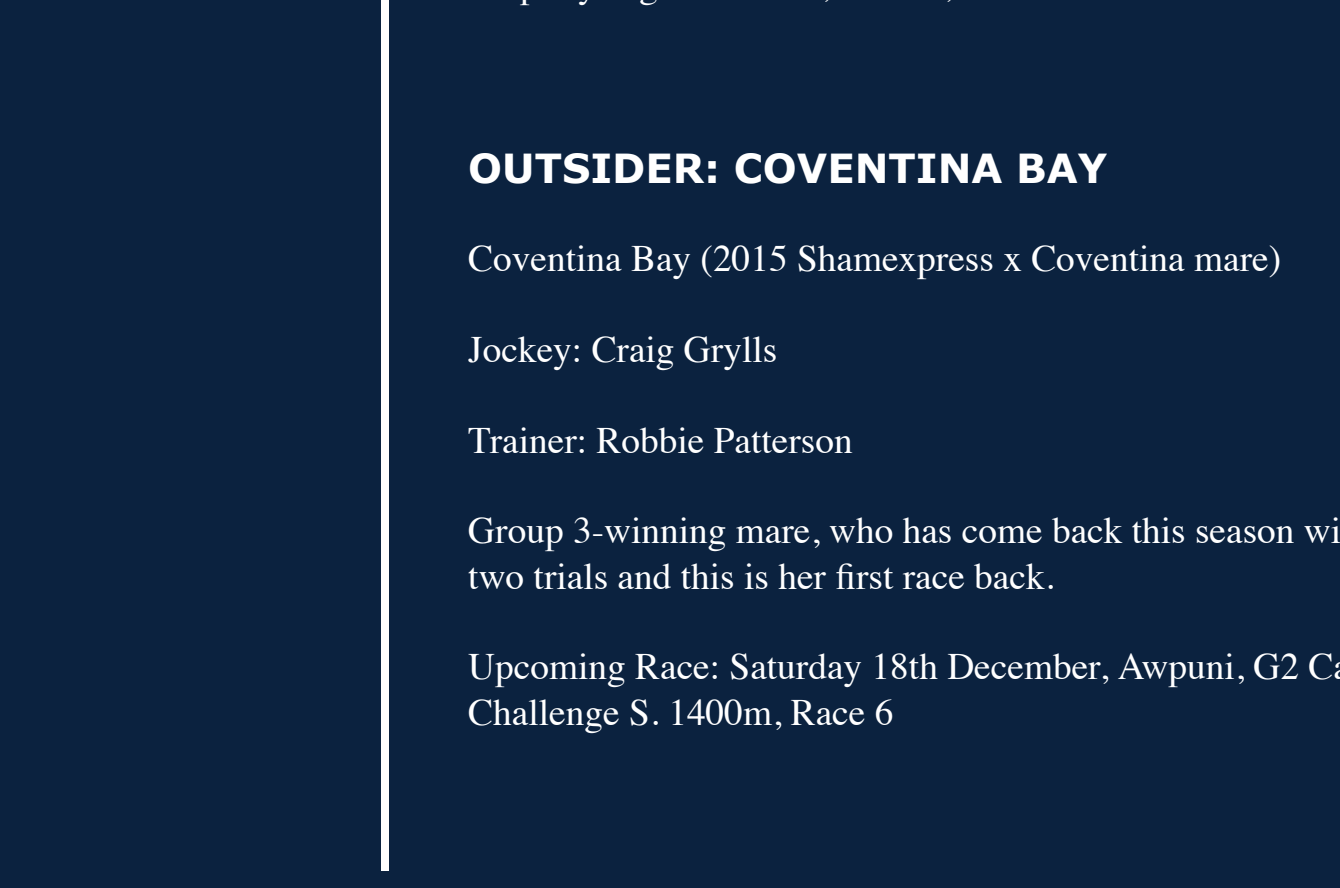 OUTSIDER: COVENTINA BAY
Coventina Bay (2015 Shamexpress x Coventina mare)
Jockey: Craig Grylls
Trainer: Robbie Patterson
Group 3-winning mare, who has come back this season
two trials and this is her first race back.
Upcoming Race: Saturday 18th December, Awpuni, G2
Challenge S. 1400m, Race 6